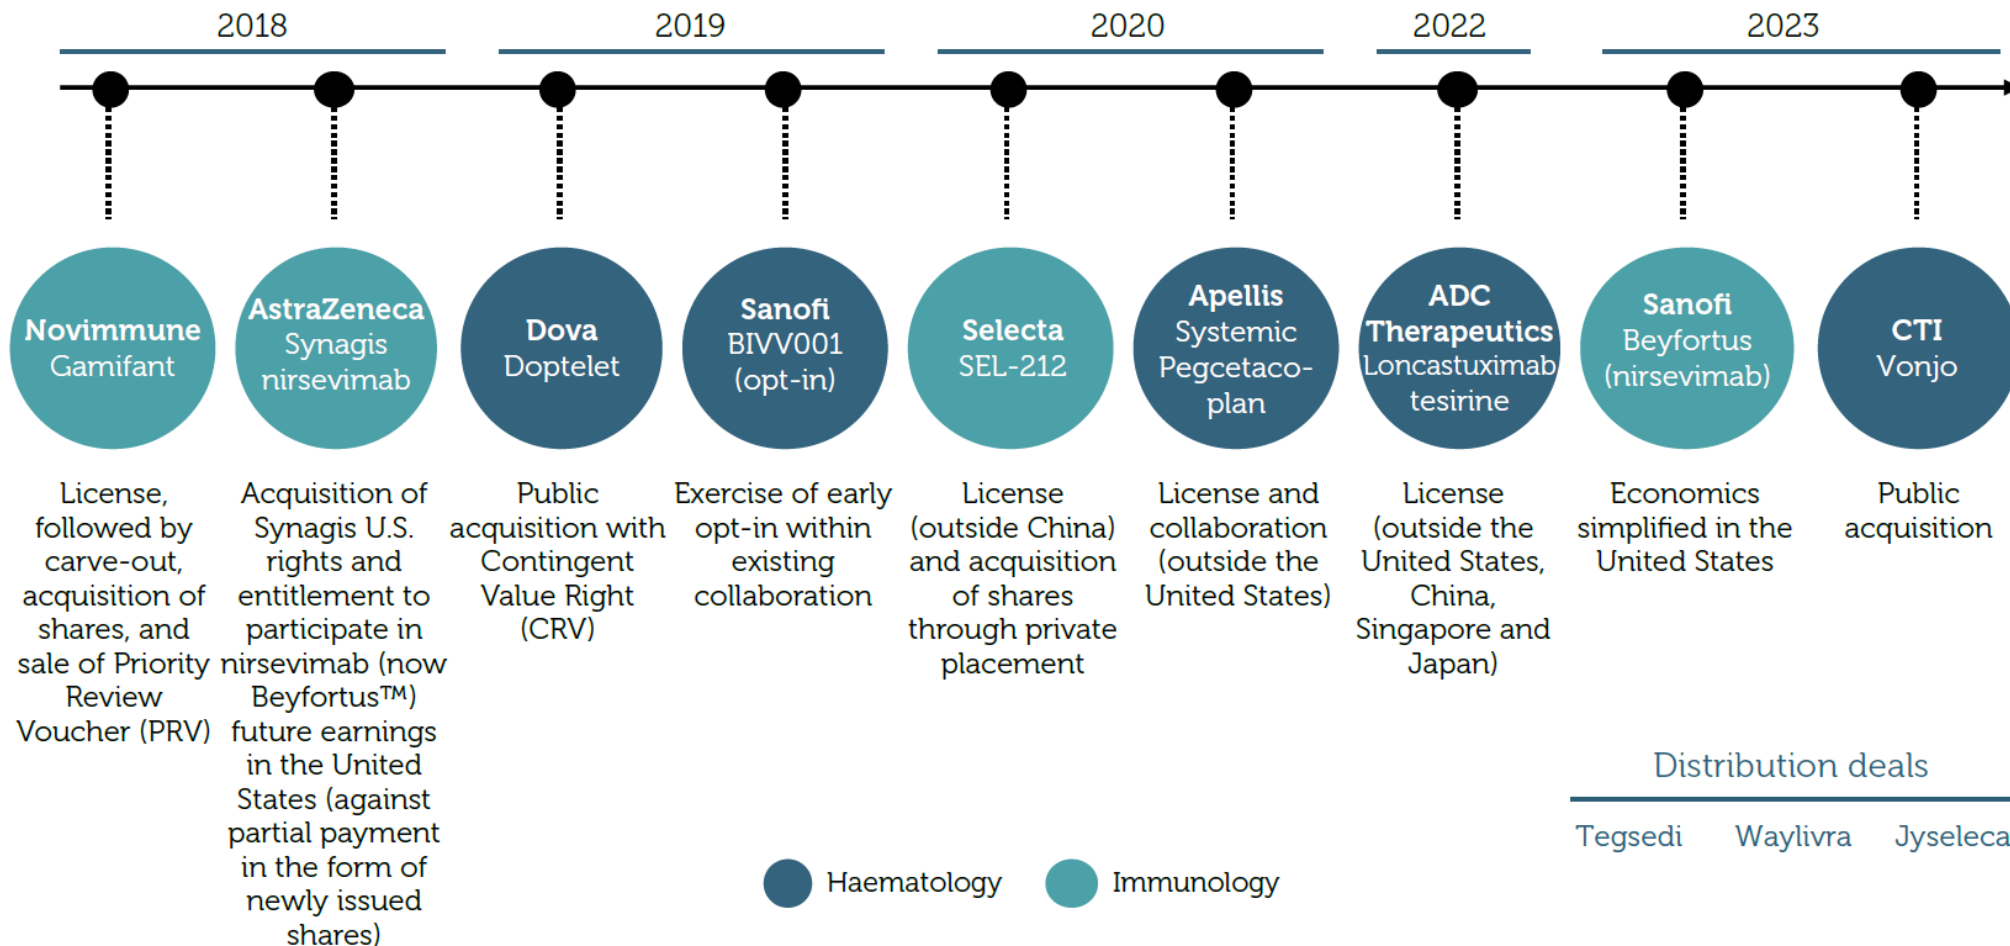 2018
2019
2020
2022
2023
Novimmune
Gamifant
AstraZeneca
Synagis
nirsevimab
Dova
Doptelet
Sanofi
BIVV001
(opt-in)
Selecta
SEL-212
Apellis
Systemic
Pegcetaco-
plan
ADC
Therapeutics
Loncastuximab
tesirine
Sanofi
Beyfortus
(nirsevimab)
CTI
Vonjo
License,
followed by
carve-out,
acquisition of
shares, and
sale of Priority
Review
Voucher (PRV)
Acquisition of
Synagis U.S.
rights and
entitlement to
participate in
nirsevimab (now
Beyfortus™)
future earnings
in the United
States (against
partial payment
in the form of
newly issued
shares)
Public
acquisition with
Contingent
Value Right
(CRV)
Exercise of early
opt-in within
existing
collaboration
License
(outside China)
and acquisition
of shares
through private
placement
License and
collaboration
(outside the
United States)
License
(outside the
United States,
China,
Singapore and
Japan)
Economics
simplified in the
United States
Public
acquisition
Distribution deals
Tegsedi Waylivra Jyseleca
Haematology Immunology